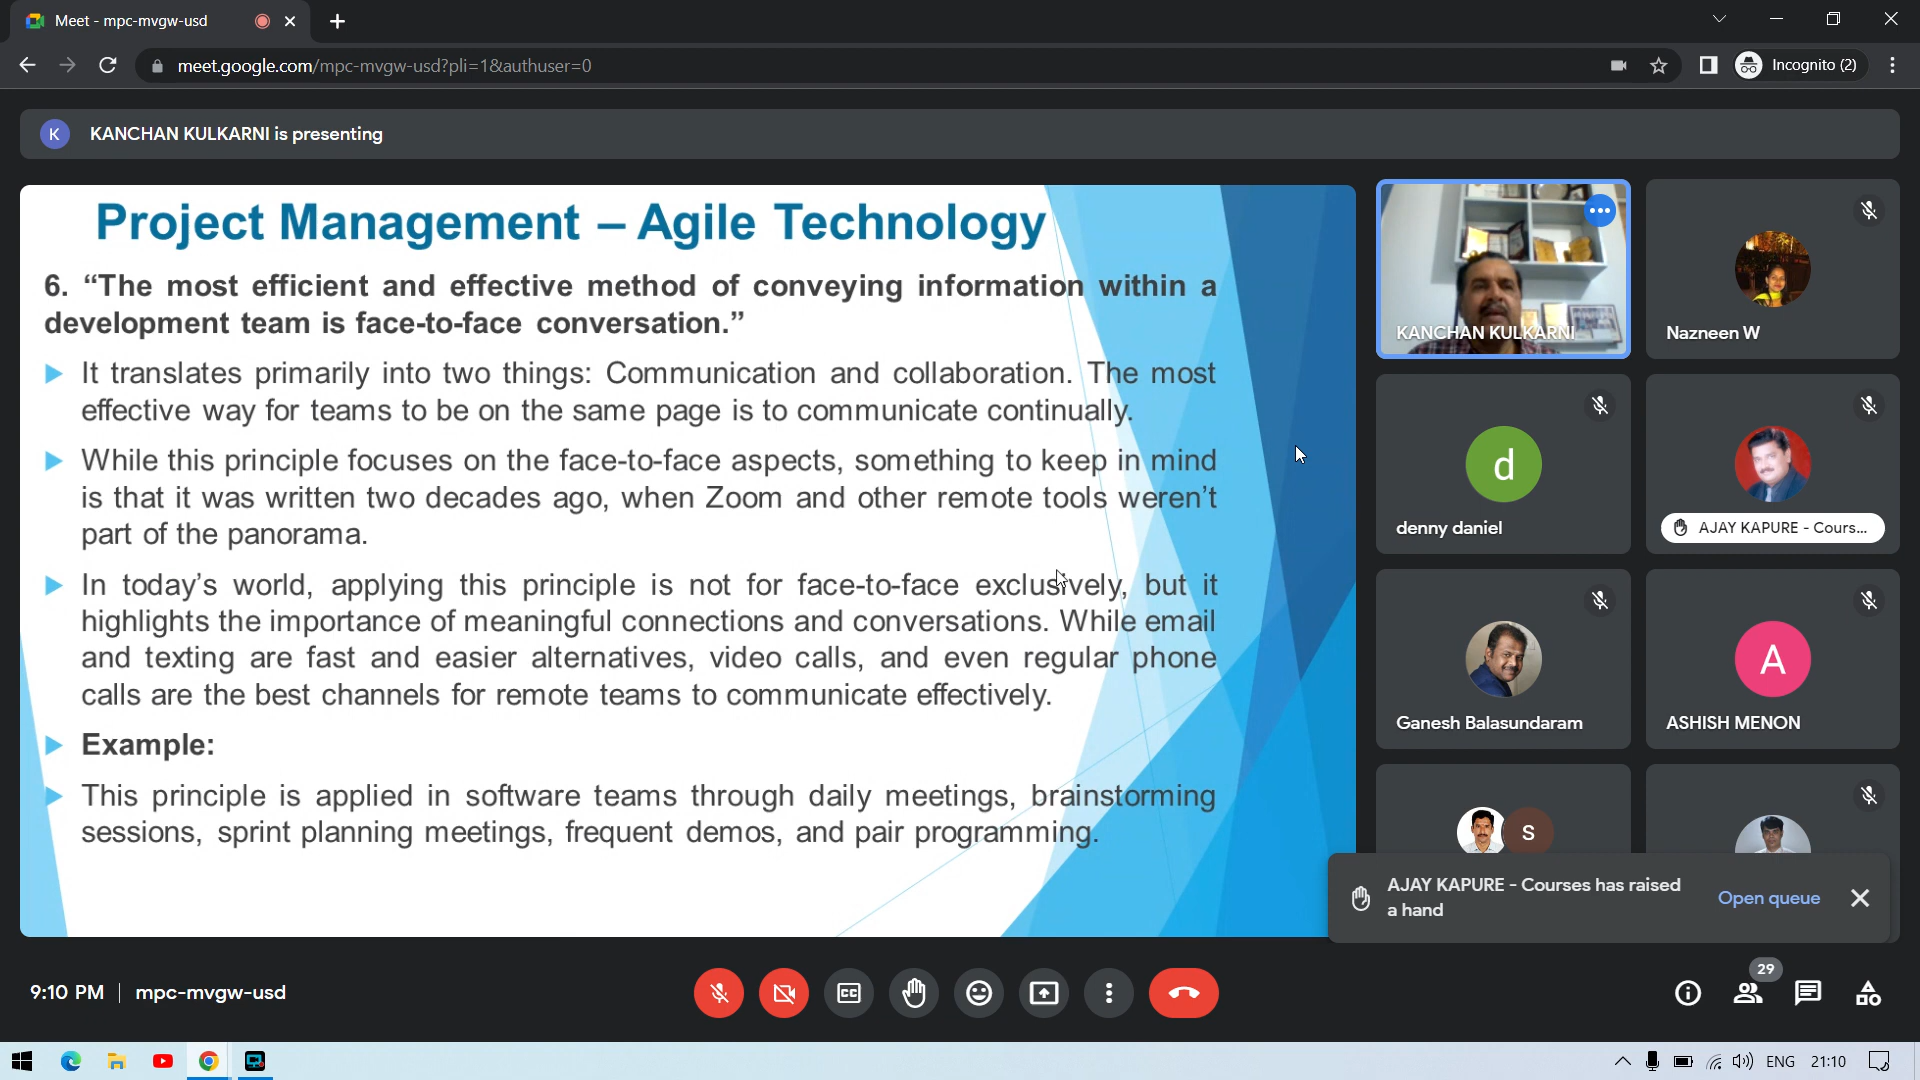 Meet - mpc-mvgw-usd
meet.google.com/mpc-mvgw-usd?pli=1&authuser=0
Incognito (2)
K
KANCHAN KULKARNI is presenting
Project Management – Agile Technology
6. “The most efficient and effective method of conveying information within a
development team is face-to-face conversation.”
It translates primarily into two things: Communication and collaboration. The most
effective way for teams to be on the same page is to communicate continually.
While this principle focuses on the face-to-face aspects, something to keep in mind
is that it was written two decades ago, when Zoom and other remote tools weren’t
part of the panorama.
In today’s world, applying this principle is not for face-to-face exclusively, but it
highlights the importance of meaningful connections and conversations. While email
and texting are fast and easier alternatives, video calls, and even regular phone
calls are the best channels for remote teams to communicate effectively.
Example:
This principle is applied in software teams through daily meetings, brainstorming
sessions, sprint planning meetings, frequent demos, and pair programming.
KANCHAN KULKARNI
Nazneen W
d
denny daniel
AJAY KAPURE - Cours...
Ganesh Balasundaram
A
ASHISH MENON
S
AJAY KAPURE - Courses has raised
a hand
Open queue
9:10 PM | mpc-mvgw-usd
CC
29
ENG 21:10